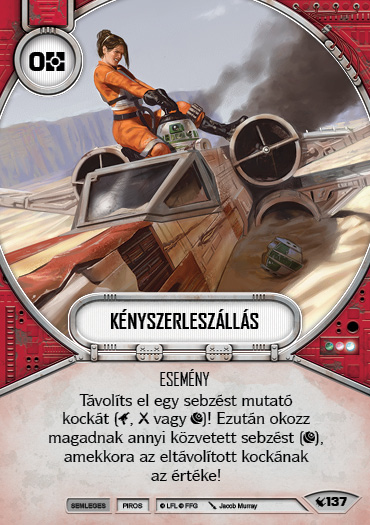 0
KÉNYSZERLESZÁLLÁS
ESEMÉNY
Távolíts el egy sebzést mutató
kockát (, vagy )! Ezután okozz
magadnak annyi közvetett sebzést (),
amekkora az eltávolított kockának
az értéke!
SEMLEGES PIROS © LFL © FFG Jacob Murray 137